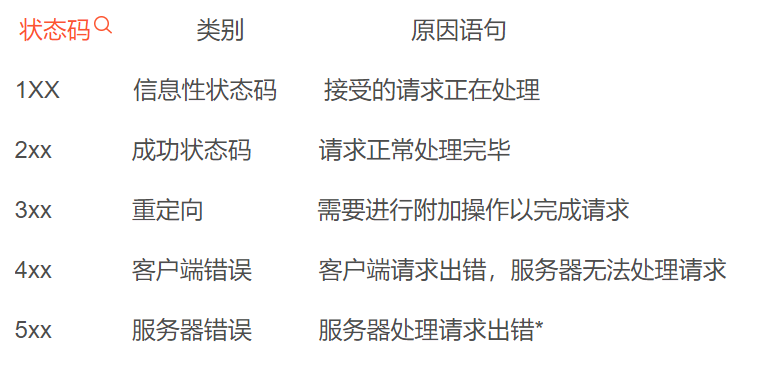 状态码 类别 原因语句
1XX 信息性状态码 接受的请求正在处理
2xx 成功状态码 请求正常处理完毕
3xx 重定向 需要进行附加操作以完成请求
4xx 客户端错误 客户端请求出错，服务器无法处理请求
5xx 服务器错误 服务器处理请求出错*